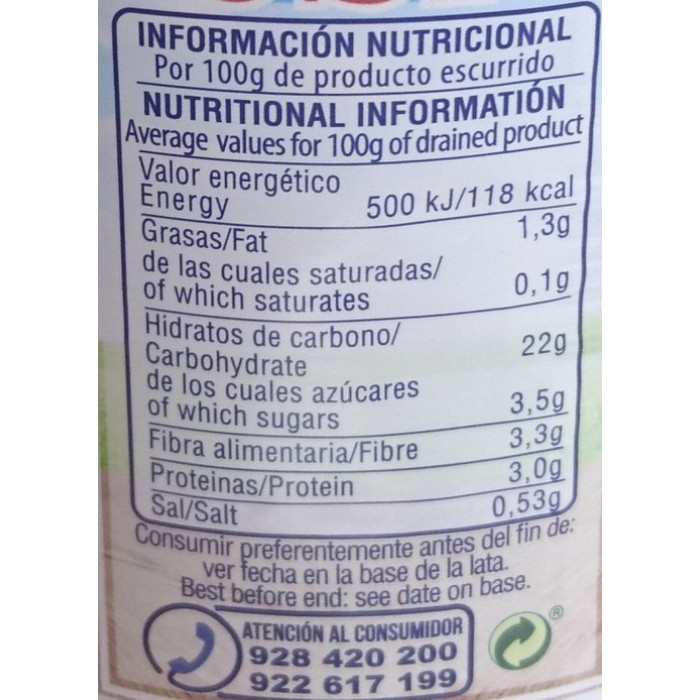 INFORMACIÓN NUTRICIONAL
Por 100g de producto escurrido
NUTRITIONAL INFORMATIÓN
Average values for 100g of drained product
Valor energético
Energy 500 kJ/118 kcal
Grasas/Fat 1,3g
de las cuales saturadas/
of which saturates 0,1g
Hidratos de carbono/
Carbohydrate 22g
de los cuales azúcares
of which sugars 3,5g
Fibra alimentaria/Fibre 3,3g
Proteinas/Protein 3,0g
Sal/Salt 0,53g
Consumir preferentemente antes del fin de:
ver fecha en la base de la lata.
Best before end: see date on base.
ATENCIÓN AL CONSUMIDOR
928 420 200
922 617 199
®